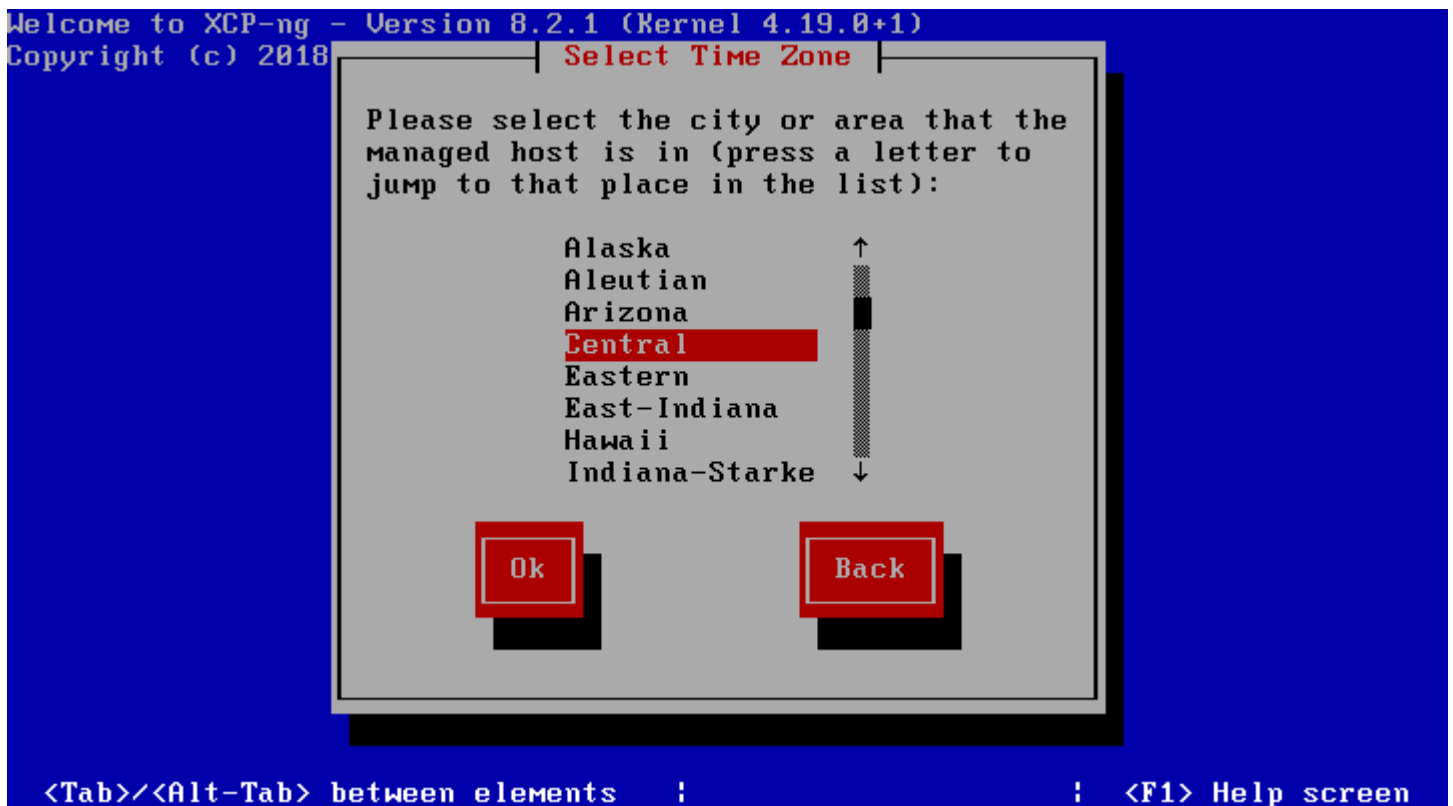 Welcome to XCP-ng - Version 8.2.1 (Kernel 4.19.0+1)
Copyright (c) 2018
Select Time Zone
Please select the city or area that the
managed host is in (press a letter to
jump to that place in the list):
Alaska ↑
Aleutian
Arizona
Central
Eastern
East-Indiana
Hawaii
Indiana-Starke ↓
Ok Back
<Tab>/<Alt-Tab> between elements | | <F1> Help screen